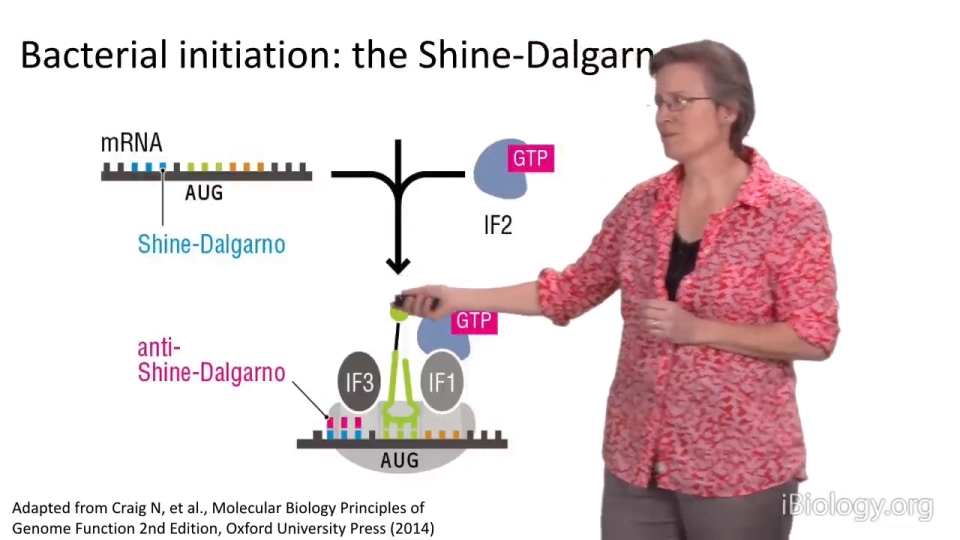 Bacterial initiation: the Shine-Dalgarn
mRNA
AUG
Shine-Dalgarno
GTP
IF2
GTP
anti-
Shine-Dalgarno
IF3
IF1
AUG
Adapted from Craig N, et al., Molecular Biology Principles of
Genome Function 2nd Edition, Oxford University Press (2014)
iBiology.org